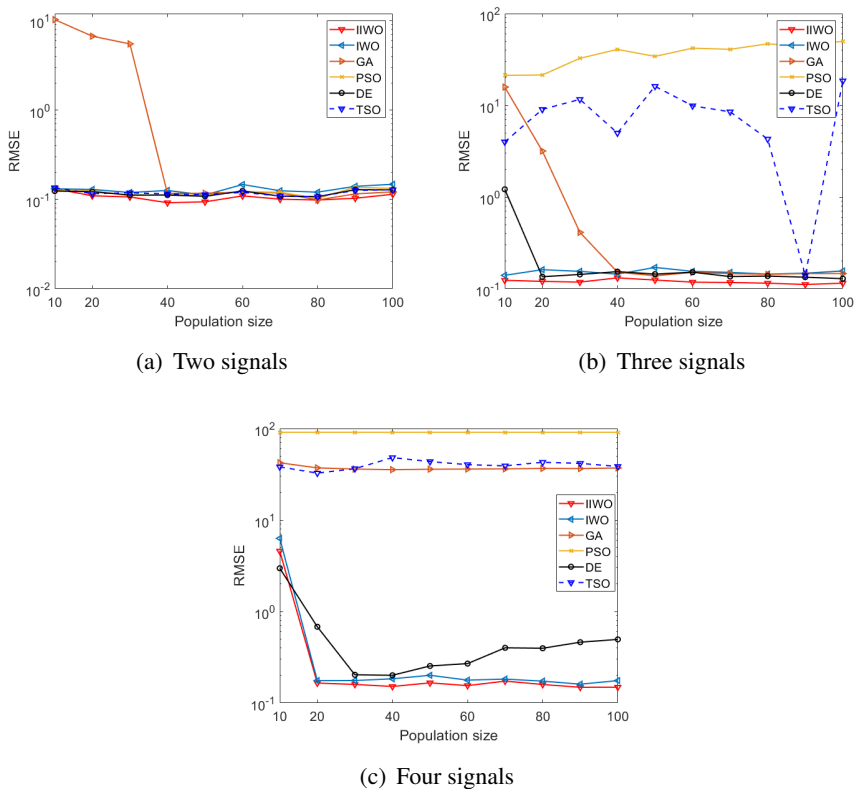 10^1
10^0
10^-1
10^-2
RMSE
10 20 40 60 80 100
Population size
IIWO
IWO
GA
PSO
DE
TSO
(a) Two signals
10^2
10^1
10^0
10^-1
RMSE
10 20 40 60 80 100
Population size
IIWO
IWO
GA
PSO
DE
TSO
(b) Three signals
10^2
10^1
10^0
10^-1
RMSE
10 20 40 60 80 100
Population size
IIWO
IWO
GA
PSO
DE
TSO
(c) Four signals